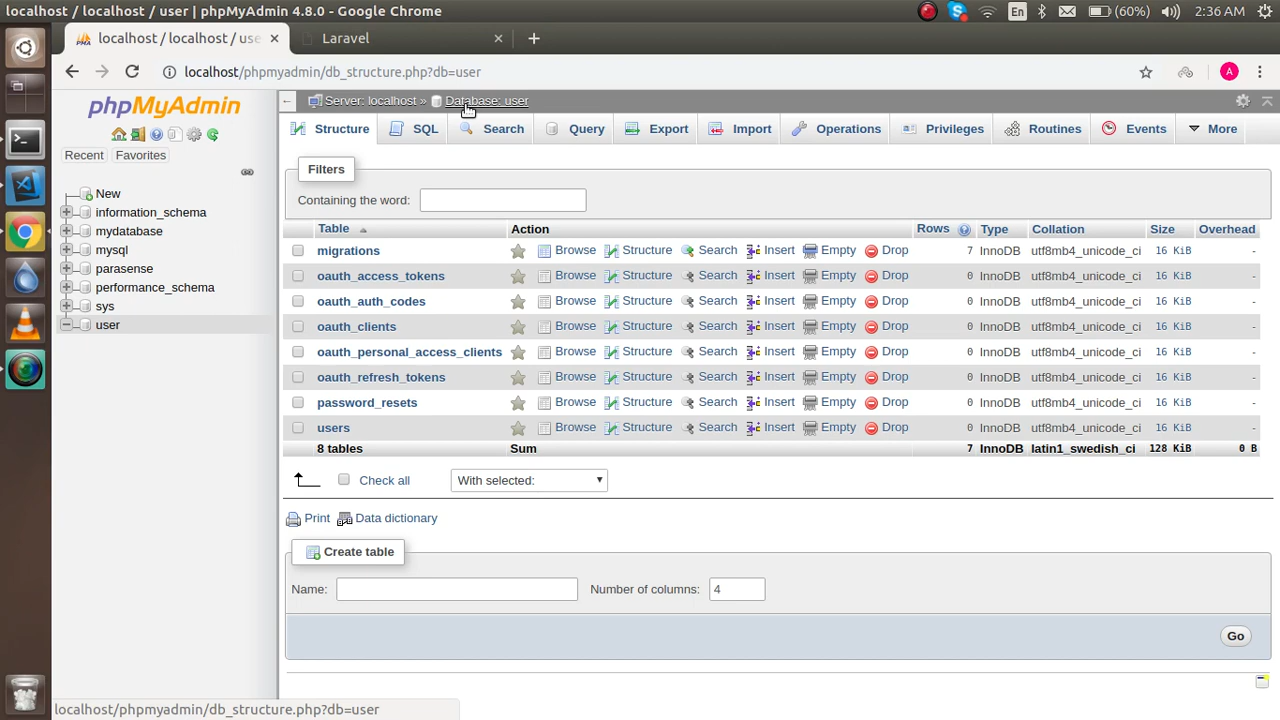 localhost / localhost / user | phpMyAdmin 4.8.0 - Google Chrome
En (60%) 2:36 AM
localhost / localhost / use × Laravel × +
localhost/phpmyadmin/db_structure.php?db=user A
phpMyAdmin
Recent Favorites
New
information_schema
mydatabase
mysql
parasense
performance_schema
sys
user
Server: localhost » Database: user
Structure SQL Search Query Export Import Operations Privileges Routines Events More
Filters
Containing the word:
Table Action Rows Type Collation Size Overhead
migrations Browse Structure Search Insert Empty Drop 7 InnoDB utf8mb4_unicode_ci 16 KiB -
oauth_access_tokens Browse Structure Search Insert Empty Drop 0 InnoDB utf8mb4_unicode_ci 16 KiB -
oauth_auth_codes Browse Structure Search Insert Empty Drop 0 InnoDB utf8mb4_unicode_ci 16 KiB -
oauth_clients Browse Structure Search Insert Empty Drop 0 InnoDB utf8mb4_unicode_ci 16 KiB -
oauth_personal_access_clients Browse Structure Search Insert Empty Drop 0 InnoDB utf8mb4_unicode_ci 16 KiB -
oauth_refresh_tokens Browse Structure Search Insert Empty Drop 0 InnoDB utf8mb4_unicode_ci 16 KiB -
password_resets Browse Structure Search Insert Empty Drop 0 InnoDB utf8mb4_unicode_ci 16 KiB -
users Browse Structure Search Insert Empty Drop 0 InnoDB utf8mb4_unicode_ci 16 KiB -
8 tables Sum 7 InnoDB latin1_swedish_ci 128 KiB 0 B
Check all With selected:
Print Data dictionary
Create table
Name: Number of columns: 4
Go
localhost/phpmyadmin/db_structure.php?db=user